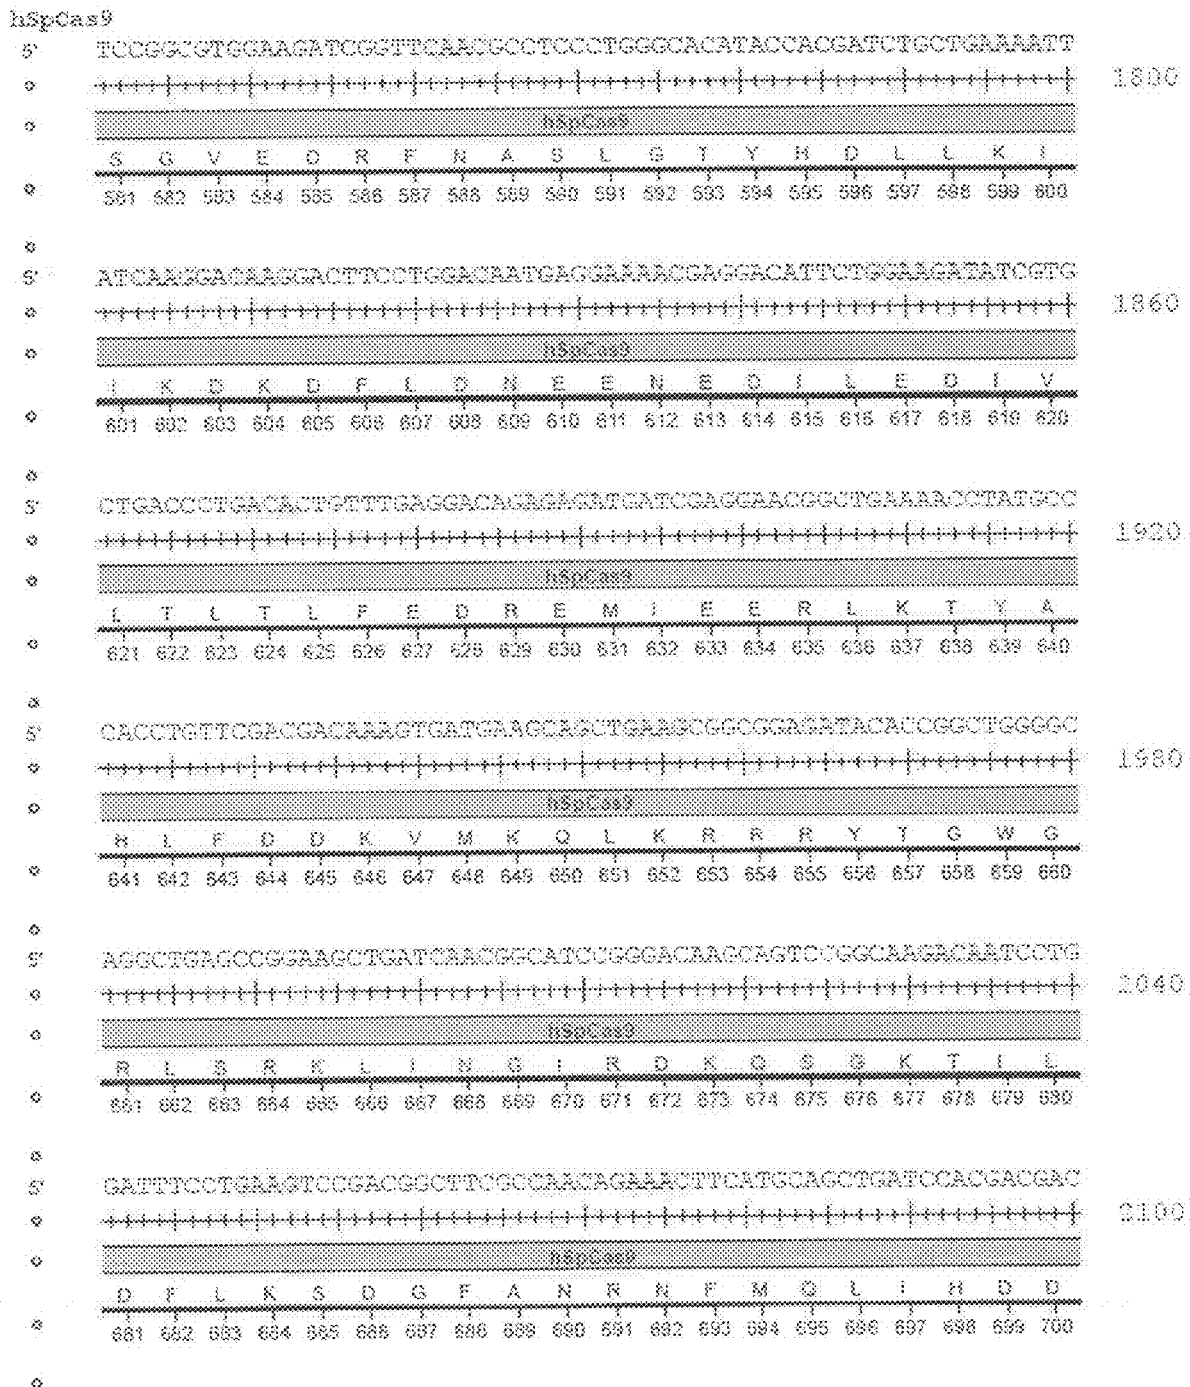 hSpCas9
5' TCCGGCGTGGAAGATCGGTTCAACGCCTCCCTGGGCACATACCACGATCTGCTGAAAATT
1800
hSpCas9
S G V E D R F N A S L G T Y H D L L K I
581 582 583 584 585 586 587 588 589 590 591 592 593 594 595 596 597 598 599 600
5' ATCAAGGACAAGGACTTCCTGGACAATGAGGAAAACGAGGACATTCTGGAAGATATCGTG
1860
hSpCas9
I K D K D F L D N E E N E D I L E D I V
601 602 603 604 605 606 607 608 609 610 611 612 613 614 615 616 617 618 619 620
5' CTGACCCTGACACTGTTTGAGGACAGAGAGATGATCGAGGAACGGCTGAAAACCTATGCC
1920
hSpCas9
L T L T L F E D R E M I E E R L K T Y A
621 622 623 624 625 626 627 628 629 630 631 632 633 634 635 636 637 638 639 640
5' CACCTGTTCGACGACAAAGTGATGAAGCAGCTGAAGCGGCGGAGATACACCGGCTGGGGC
1980
hSpCas9
H L F D D K V M K Q L K R R R Y T G W G
641 642 643 644 645 646 647 648 649 650 651 652 653 654 655 656 657 658 659 660
5' AGGCTGAGCCGGAAGCTGATCAACGGCATCCGGGACAAGCAGTCCGGCAAGACAATCCTG
2040
hSpCas9
R L S R K L I N G I R D K Q S G K T I L
661 662 663 664 665 666 667 668 669 670 671 672 673 674 675 676 677 678 679 680
5' GATTTCCTGAAGTCCGACGGCTTCGCCAACAGAAACTTCATGCAGCTGATCCACGACGAC
2100
hSpCas9
D F L K S D G F A N R N F M Q L I H D D
681 682 683 684 685 686 687 688 689 690 691 692 693 694 695 696 697 698 699 700